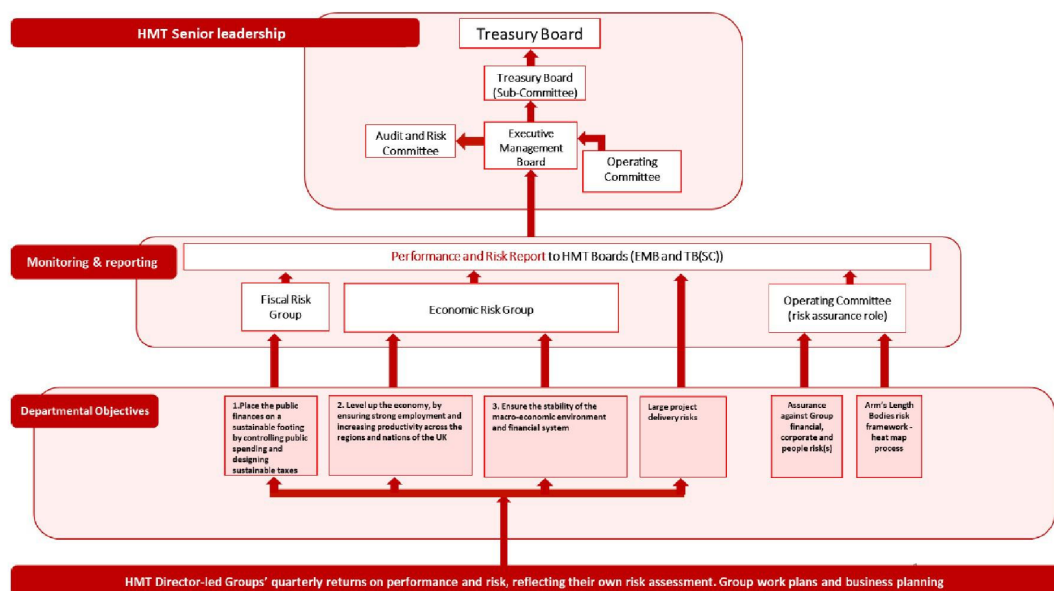 HMT Senior leadership
Treasury Board
Treasury Board
(Sub-Committee)
Audit and Risk
Committee
Executive
Management
Board
Operating
Committee
Monitoring & reporting
Performance and Risk Report to HMT Boards (EMB and TB(SC))
Fiscal Risk
Group
Economic Risk Group
Operating Committee
(risk assurance role)
Departmental Objectives
1.Place the public
finances on a
sustainable footing
by controlling public
spending and
designing
sustainable taxes
2. Level up the economy, by
ensuring strong employment and
increasing productivity across the
regions and nations of the UK
3. Ensure the stability of the
macro-economic environment
and financial system
Large project
delivery risks
Assurance
against Group
financial,
corporate and
people risk(s)
Arm's Length
Bodies risk
framework -
heat map
process
HMT Director-led Groups' quarterly returns on performance and risk, reflecting their own risk assessment. Group work plans and business planning